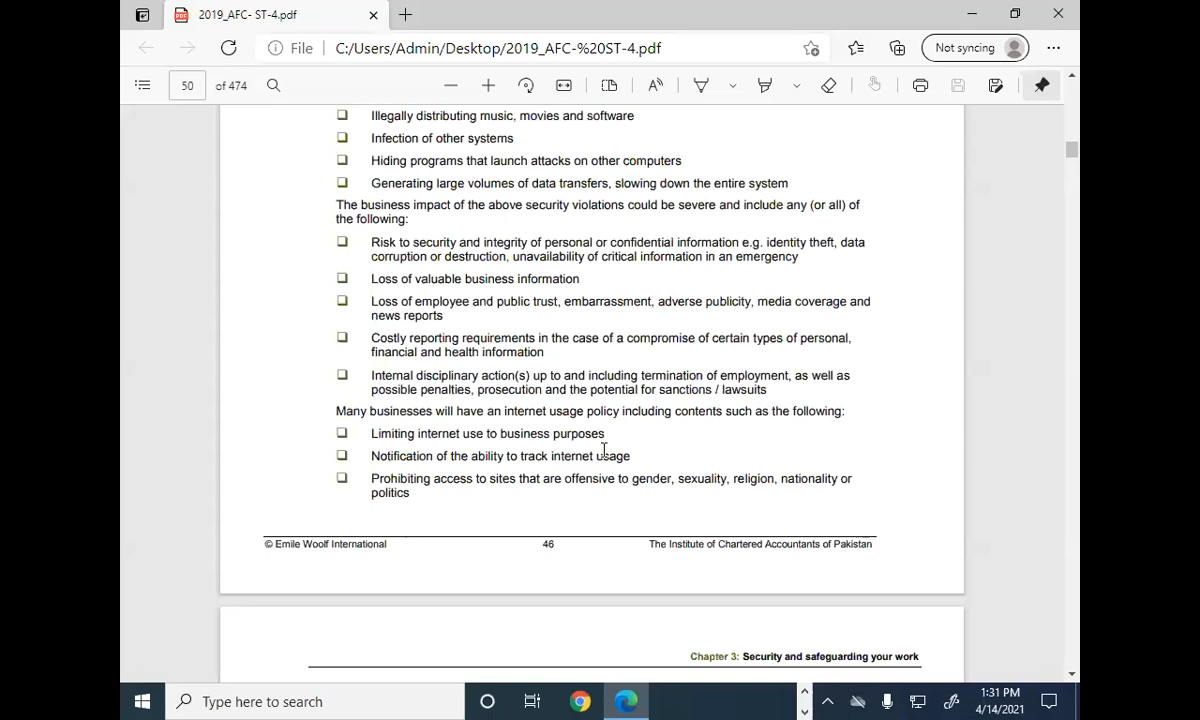 2019_AFC- ST-4.pdf
File
C:/Users/Admin/Desktop/2019_AFC-%20ST-4.pdf
Not syncing
50 of 474
Illegally distributing music, movies and software
Infection of other systems
Hiding programs that launch attacks on other computers
Generating large volumes of data transfers, slowing down the entire system
The business impact of the above security violations could be severe and include any (or all) of
the following:
Risk to security and integrity of personal or confidential information e.g. identity theft, data
corruption or destruction, unavailability of critical information in an emergency
Loss of valuable business information
Loss of employee and public trust, embarrassment, adverse publicity, media coverage and
news reports
Costly reporting requirements in the case of a compromise of certain types of personal,
financial and health information
Internal disciplinary action(s) up to and including termination of employment, as well as
possible penalties, prosecution and the potential for sanctions / lawsuits
Many businesses will have an internet usage policy including contents such as the following:
Limiting internet use to business purposes
Notification of the ability to track internet usage
Prohibiting access to sites that are offensive to gender, sexuality, religion, nationality or
politics
© Emile Woolf International 46 The Institute of Chartered Accountants of Pakistan
Chapter 3: Security and safeguarding your work
Type here to search
1:31 PM
4/14/2021